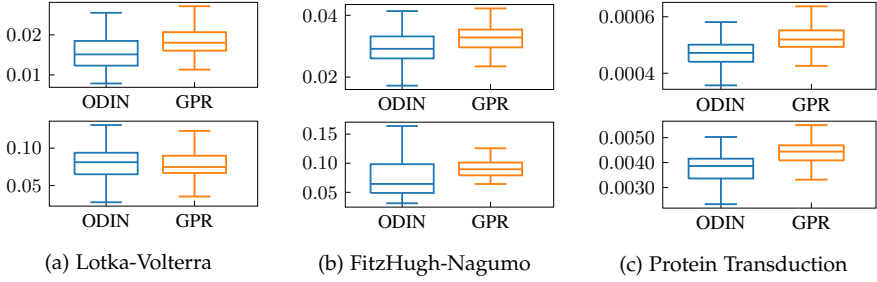 0.02
0.01
ODIN GPR
0.04
0.02
ODIN GPR
0.0006
0.0004
ODIN GPR
0.10
0.05
ODIN GPR
0.15
0.10
0.05
ODIN GPR
0.0050
0.0040
0.0030
ODIN GPR
(a) Lotka-Volterra
(b) FitzHugh-Nagumo
(c) Protein Transduction